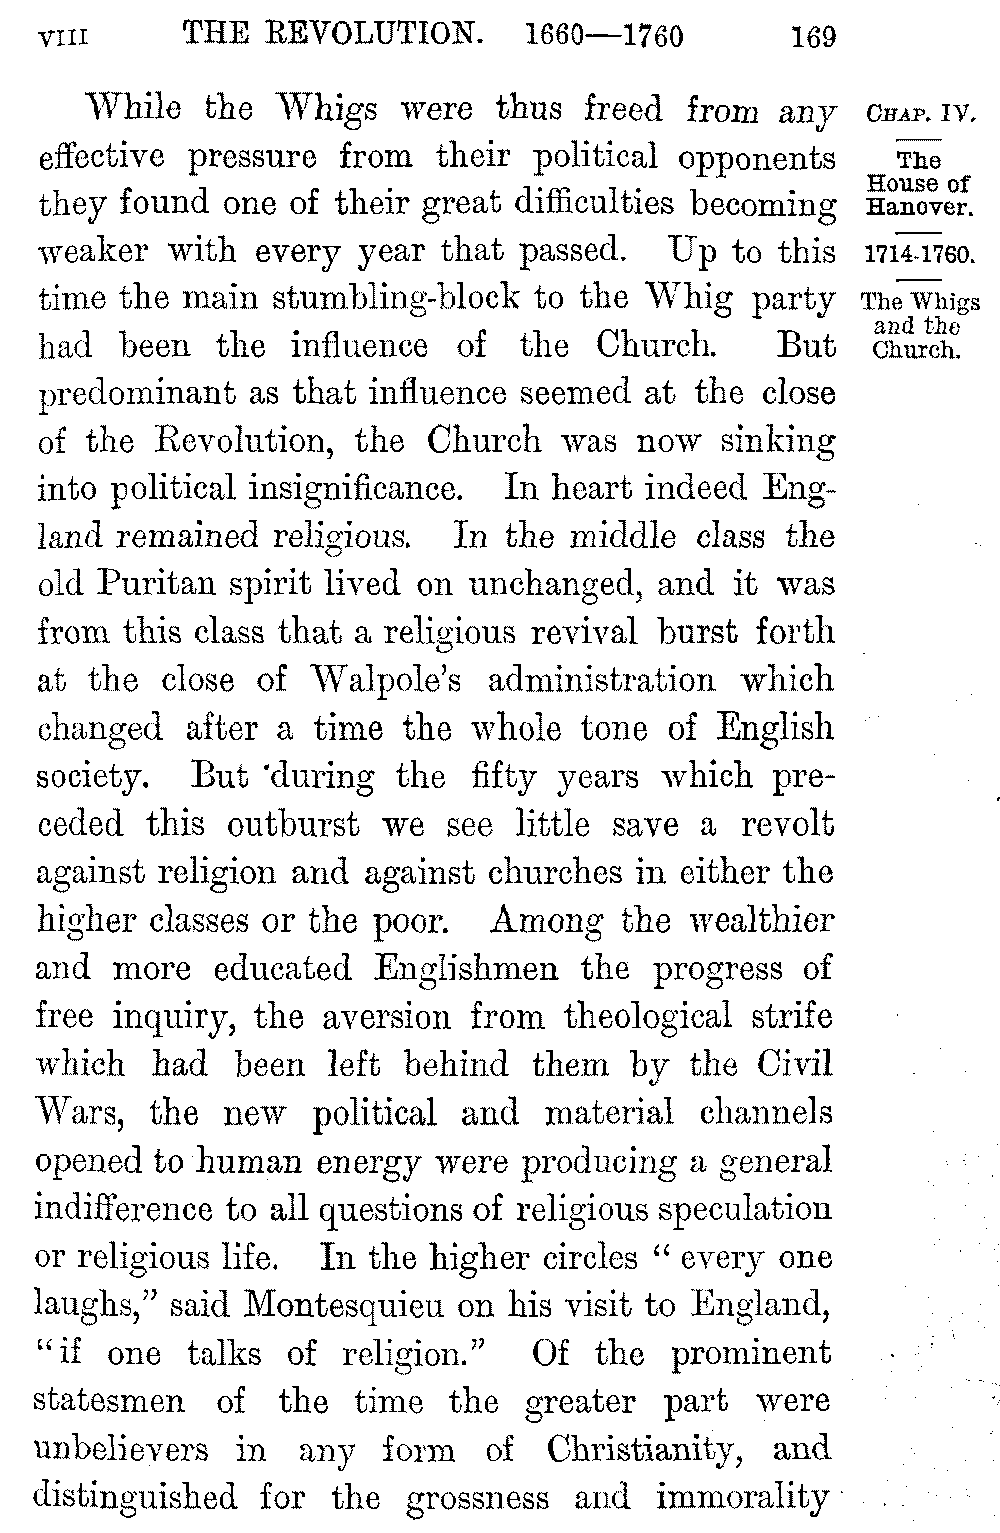 VIII THE REVOLUTION. 1660—1760 169
While the Whigs were thus freed from any
effective pressure from their political opponents
they found one of their great difficulties becoming
weaker with every year that passed. Up to this
time the main stumbling-block to the Whig party
had been the influence of the Church. But
predominant as that influence seemed at the close
of the Revolution, the Church was now sinking
into political insignificance. In heart indeed Eng-
land remained religious. In the middle class the
old Puritan spirit lived on unchanged, and it was
from this class that a religious revival burst forth
at the close of Walpole's administration which
changed after a time the whole tone of English
society. But during the fifty years which pre-
ceded this outburst we see little save a revolt
against religion and against churches in either the
higher classes or the poor. Among the wealthier
and more educated Englishmen the progress of
free inquiry, the aversion from theological strife
which had been left behind them by the Civil
Wars, the new political and material channels
opened to human energy were producing a general
indifference to all questions of religious speculation
or religious life. In the higher circles " every one
laughs," said Montesquieu on his visit to England,
"if one talks of religion." Of the prominent
statesmen of the time the greater part were
unbelievers in any form of Christianity, and
distinguished for the grossness and immorality
CHAP. IV.
The
House of
Hanover.
1714-1760.
The Whigs
and the
Church.